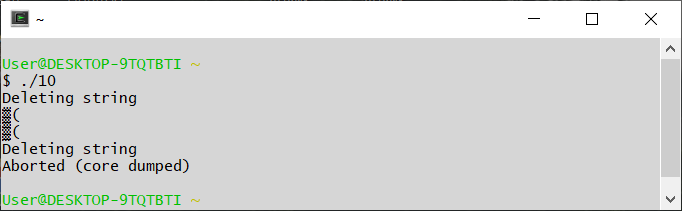 ~
User@DESKTOP-9TQTBTI ~
$ ./10
Deleting string
▒(
▒(
Deleting string
Aborted (core dumped)
User@DESKTOP-9TQTBTI ~